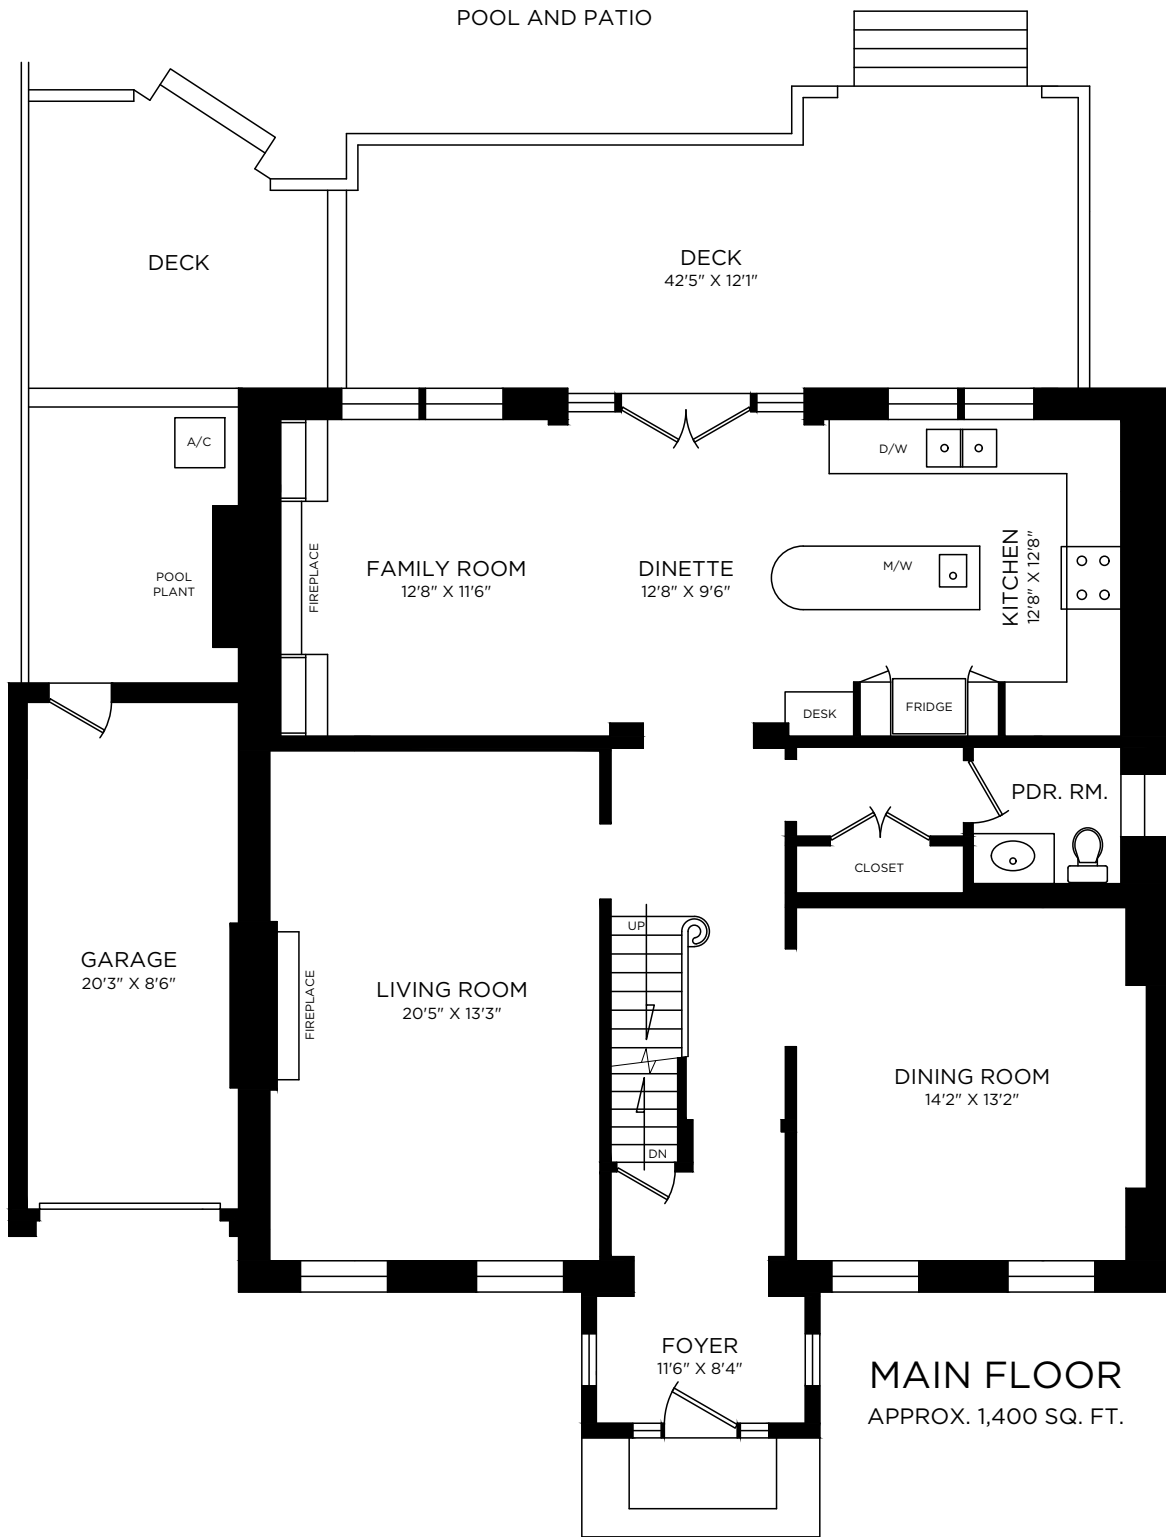 POOL AND PATIO
DECK
DECK
42'5" X 12'1"
A/C
D/W
POOL
PLANT
FIREPLACE
FAMILY ROOM
12'8" X 11'6"
DINETTE
12'8" X 9'6"
M/W
KITCHEN
12'8" X 12'8"
DESK
FRIDGE
PDR. RM.
CLOSET
UP
GARAGE
20'3" X 8'6"
FIREPLACE
LIVING ROOM
20'5" X 13'3"
DINING ROOM
14'2" X 13'2"
DN
FOYER
11'6" X 8'4"
MAIN FLOOR
APPROX. 1,400 SQ. FT.